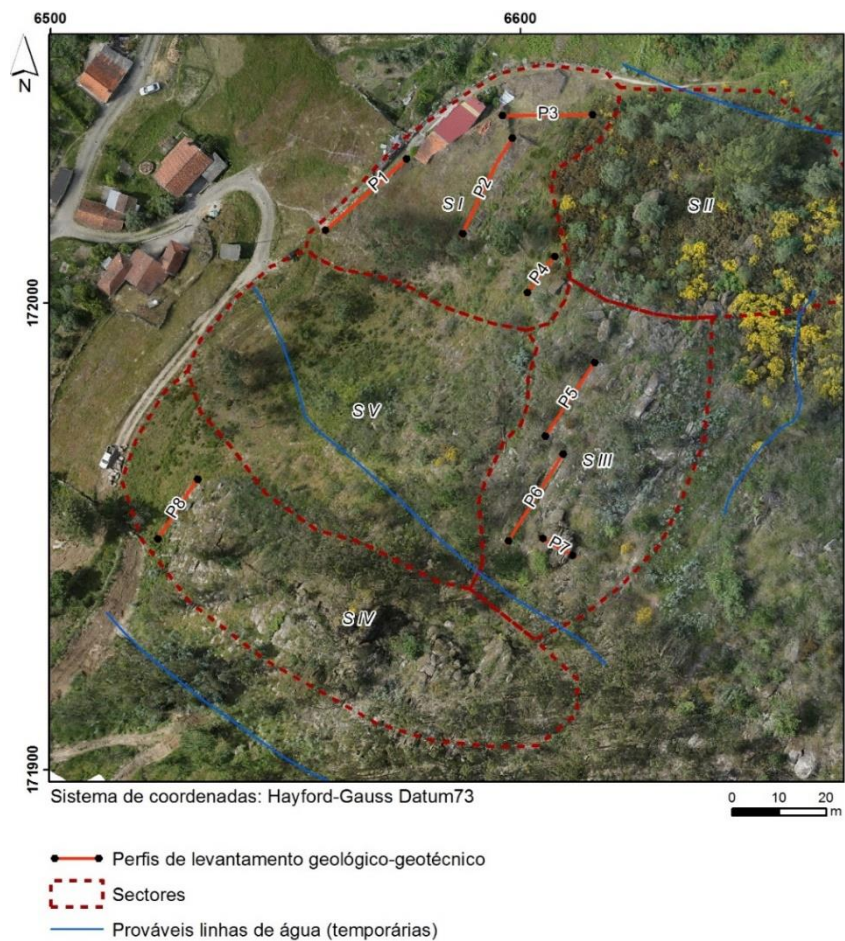 6500
6600
N
P3
P1
P2
S I
S II
P4
172000
P5
S V
S III
P6
P8
P7
S IV
171900
Sistema de coordenadas: Hayford-Gauss Datum73
0 10 20
m
Perfis de levantamento geológico-geotécnico
Sectores
Prováveis linhas de água (temporárias)